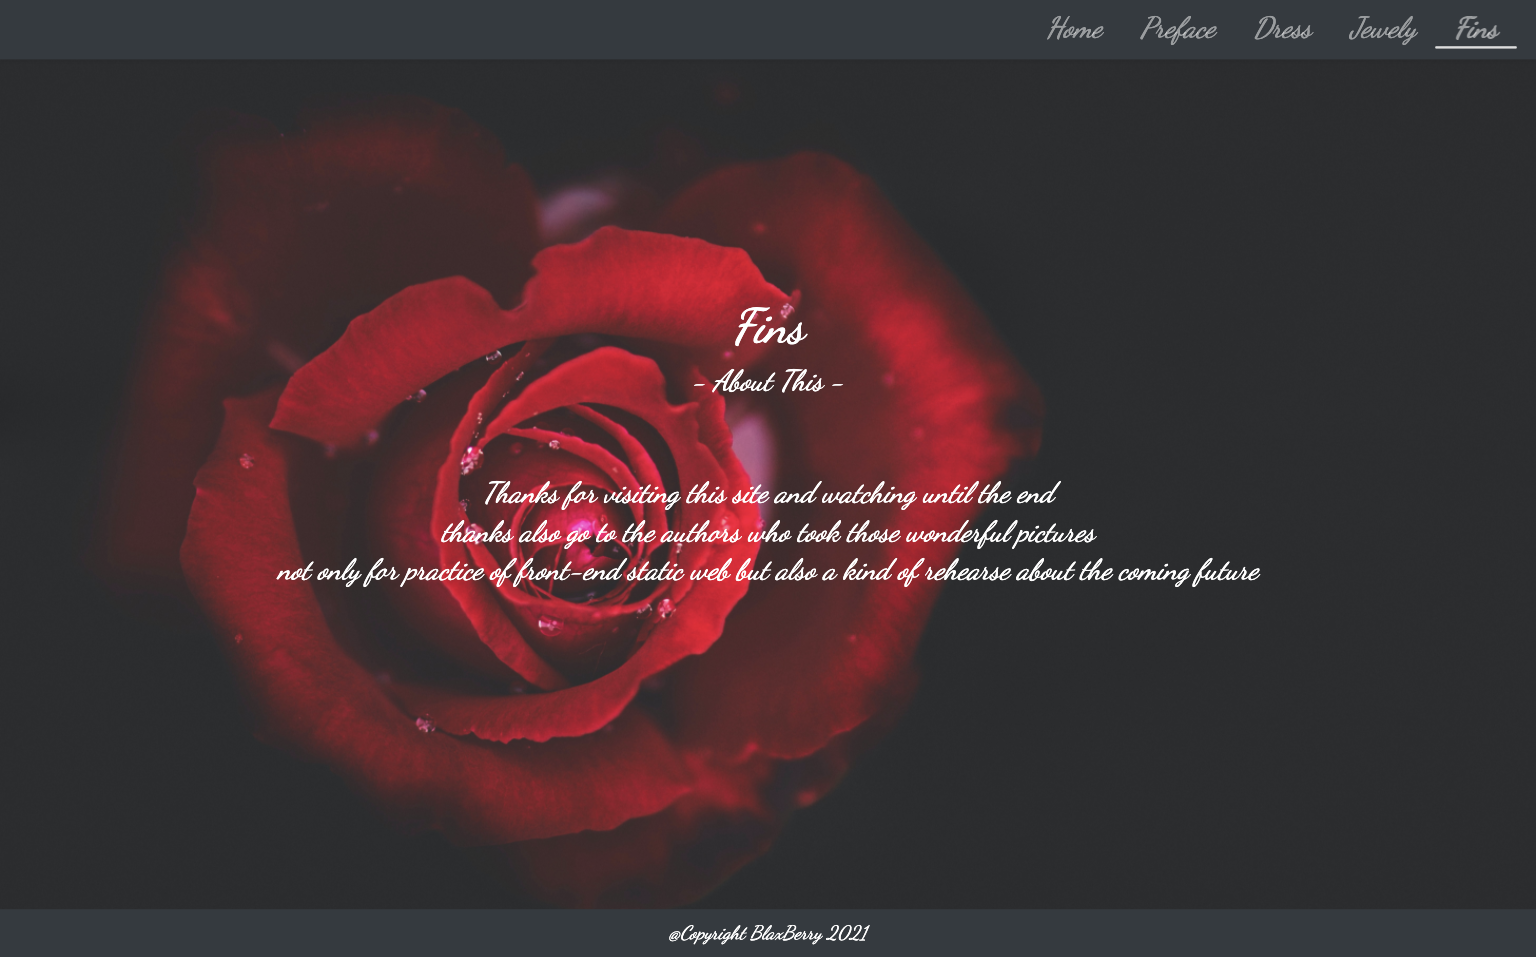 Home Preface Dress Jewely Fins
Fins
- About This -
Thanks for visiting this site and watching until the end
thanks also go to the authors who took those wonderful pictures
not only for practice of front-end static web but also a kind of rehearse about the coming future
@Copyright BlaxBerry 2021